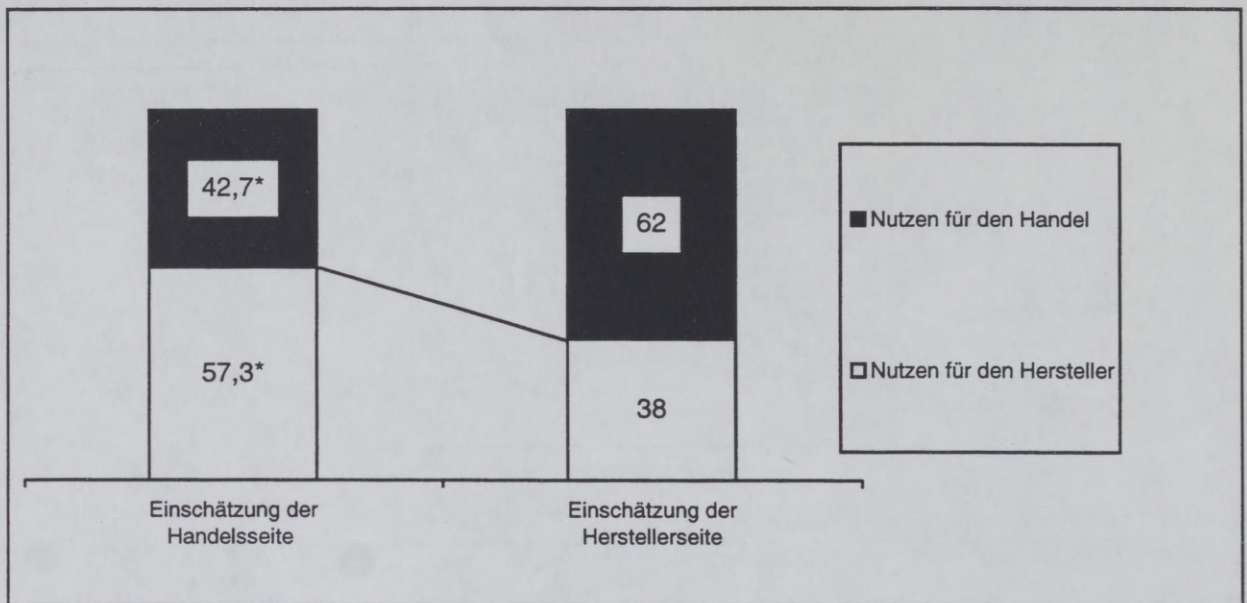 42,7*
62
57,3*
38
Nutzen für den Handel
Nutzen für den Hersteller
Einschätzung der
Handelsseite
Einschätzung der
Herstellerseite